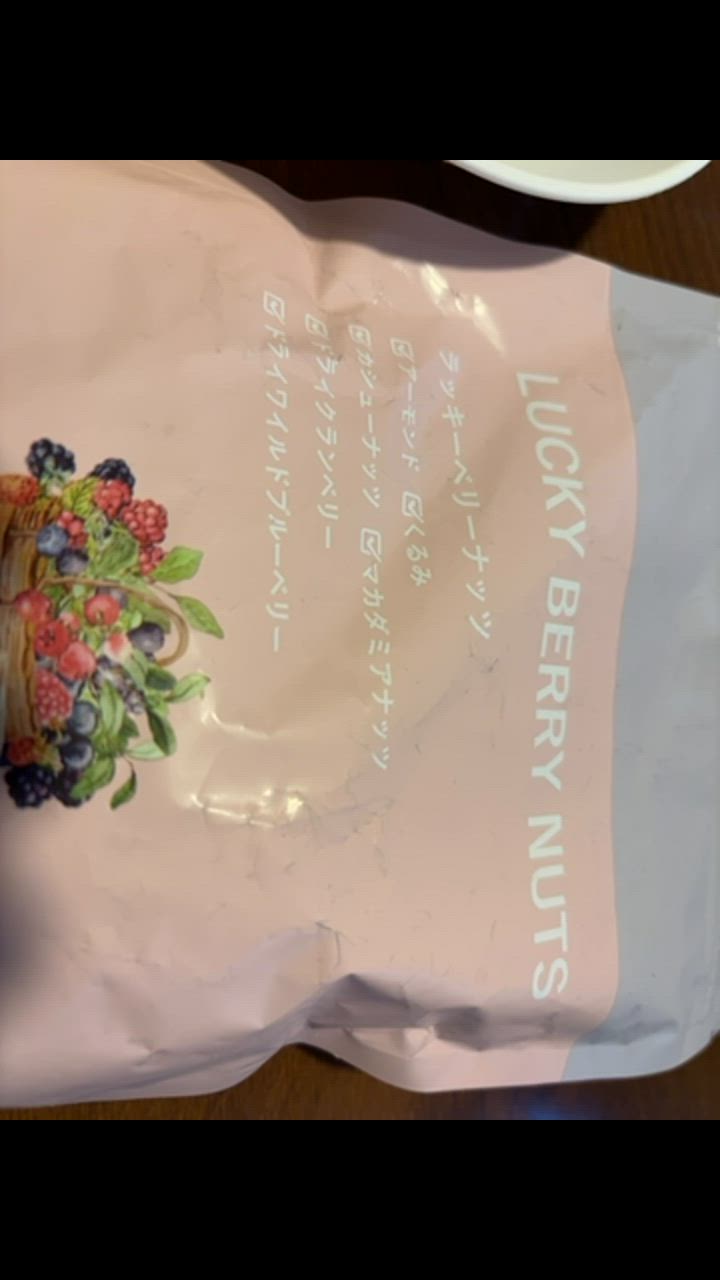 LUCKY BERRY NUTS
ラッキーベリーナッツ
☑アーモンド ☑くるみ
☑カシューナッツ ☑マカダミアナッツ
☑ドライクランベリー
☑ドライワイルドブルーベリー